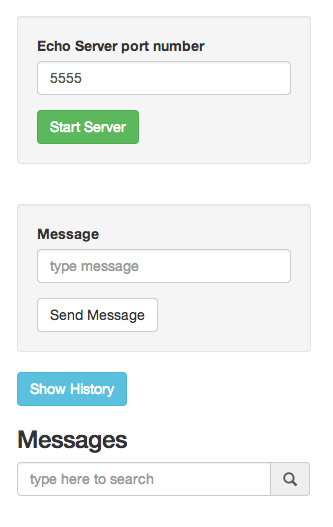 Echo Server port number
5555
Start Server
Message
type message
Send Message
Show History
Messages
type here to search